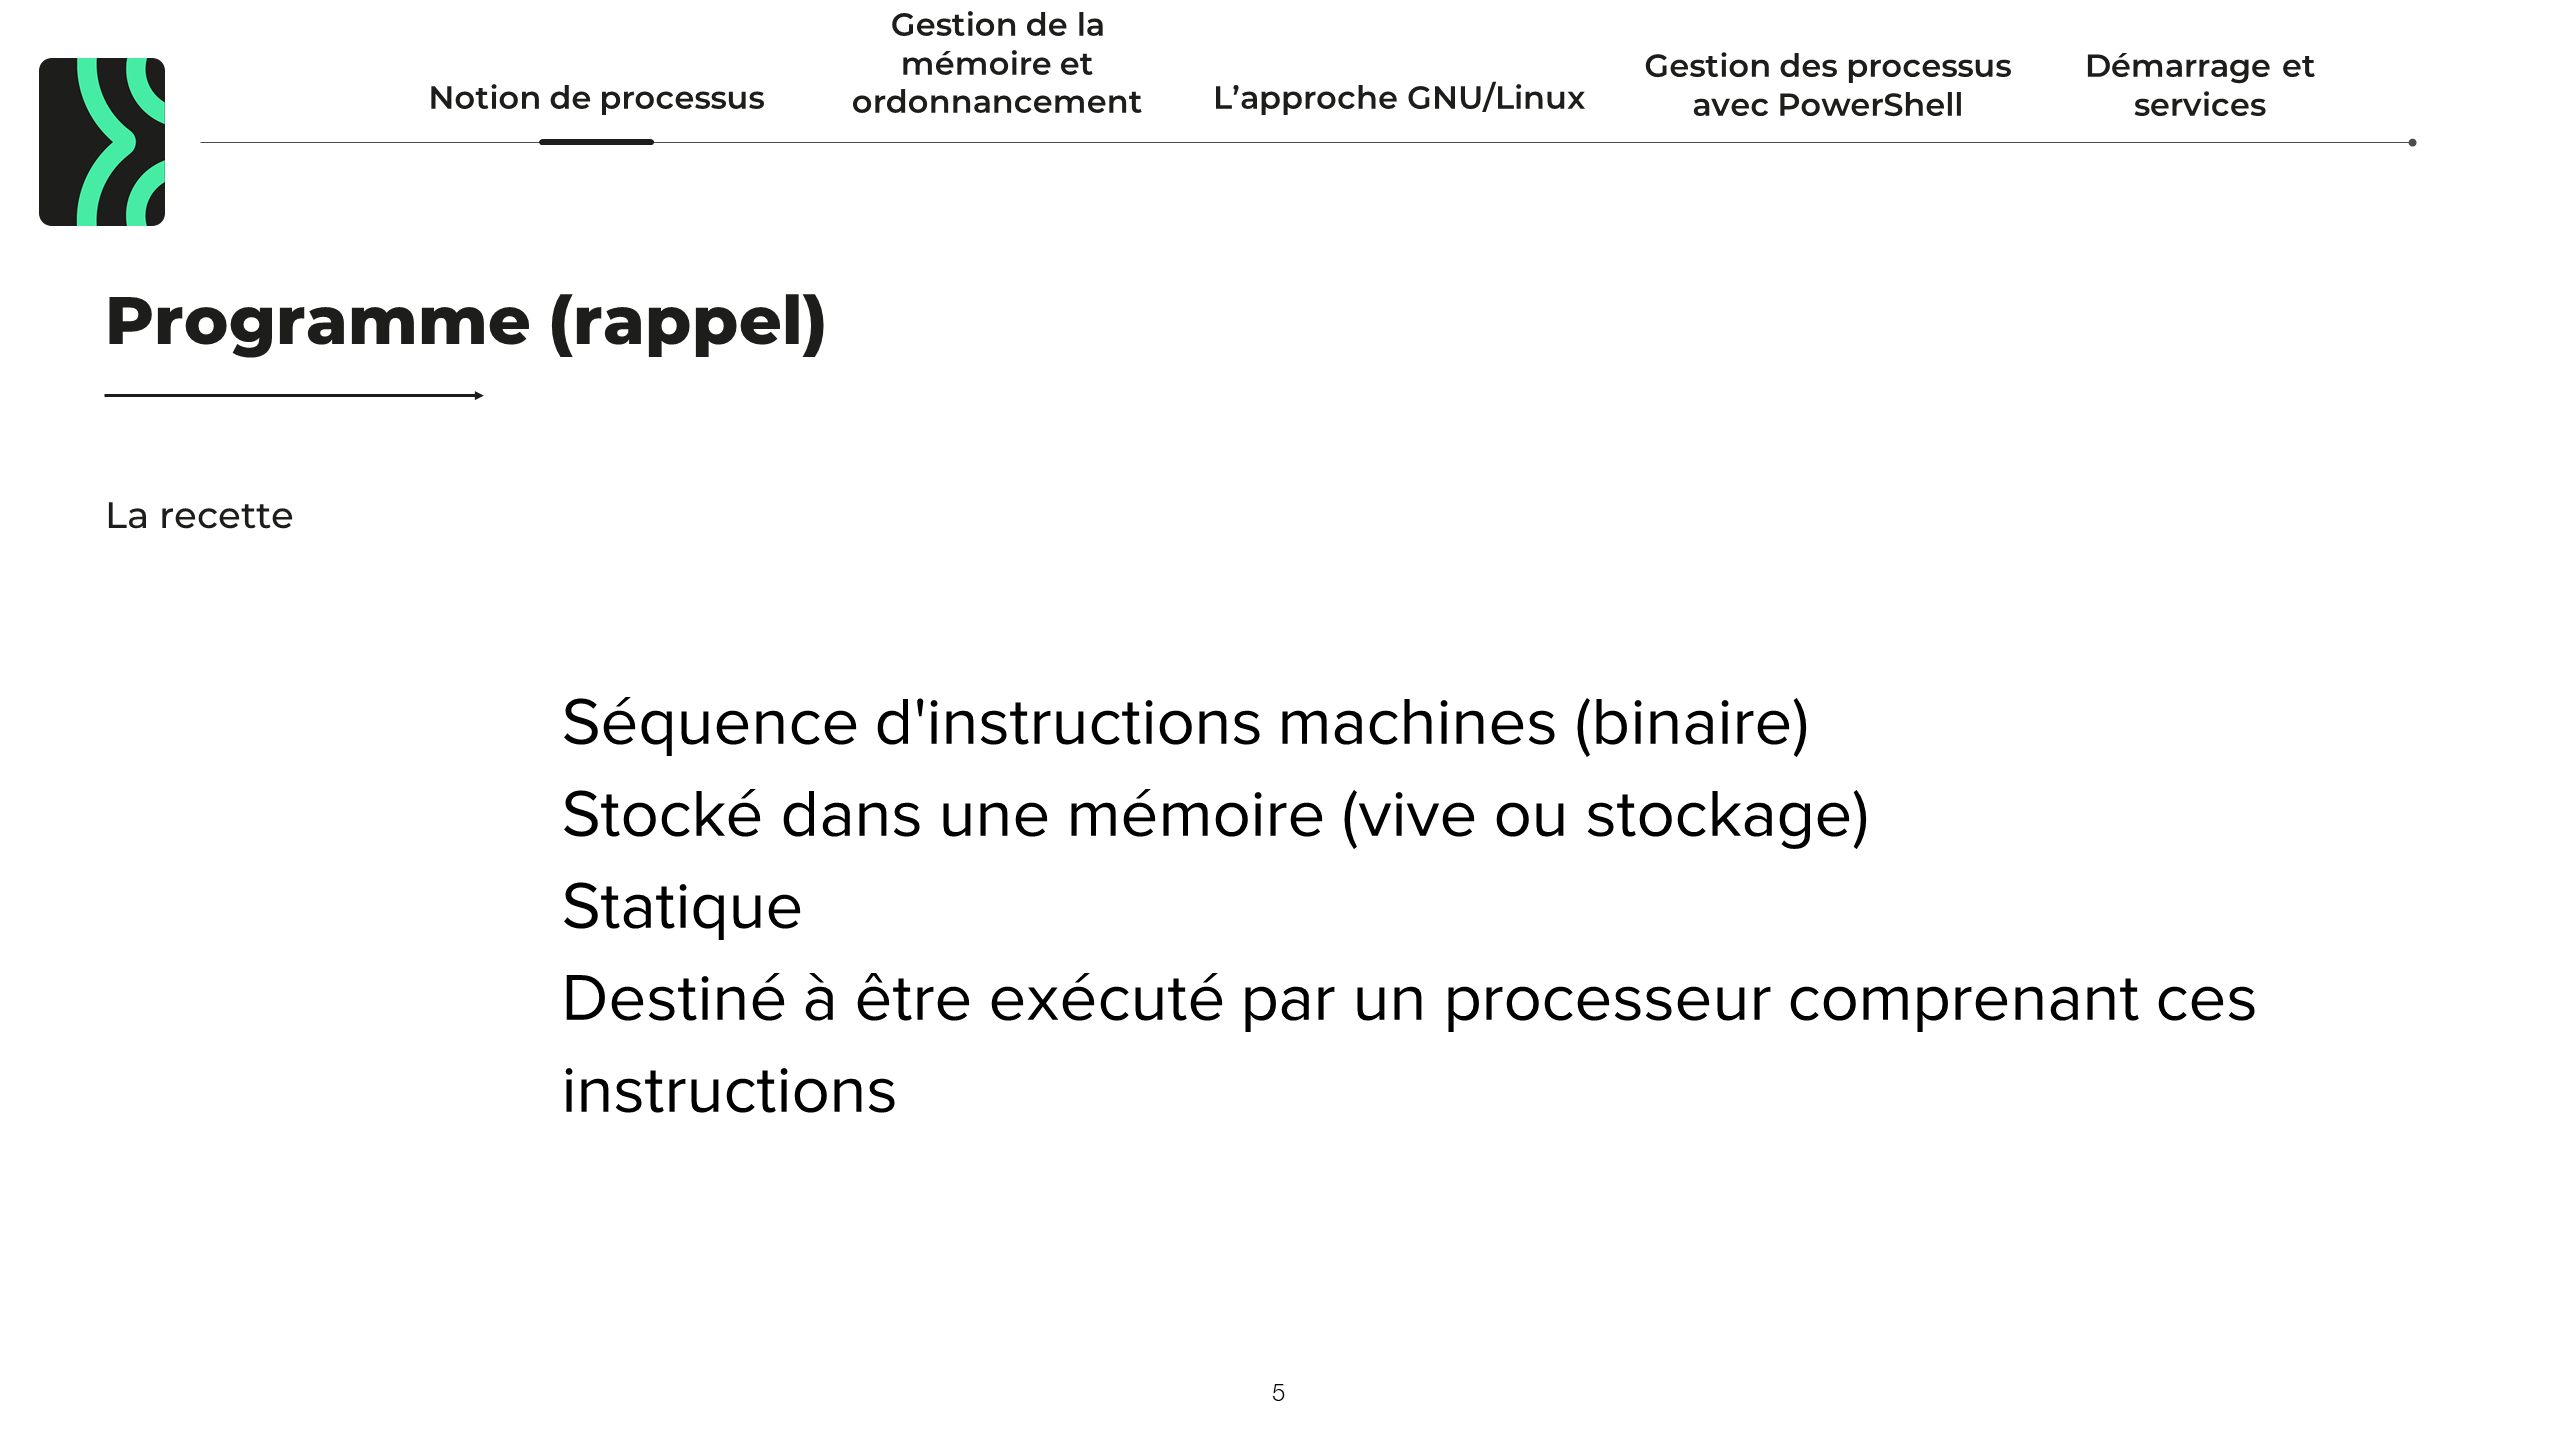 Notion de processus
Gestion de la
mémoire et
ordonnancement
L’approche GNU/Linux
Gestion des processus
avec PowerShell
Démarrage et
services
Programme (rappel)
La recette
Séquence d'instructions machines (binaire)
Stocké dans une mémoire (vive ou stockage)
Statique
Destiné à être exécuté par un processeur comprenant ces
instructions
5